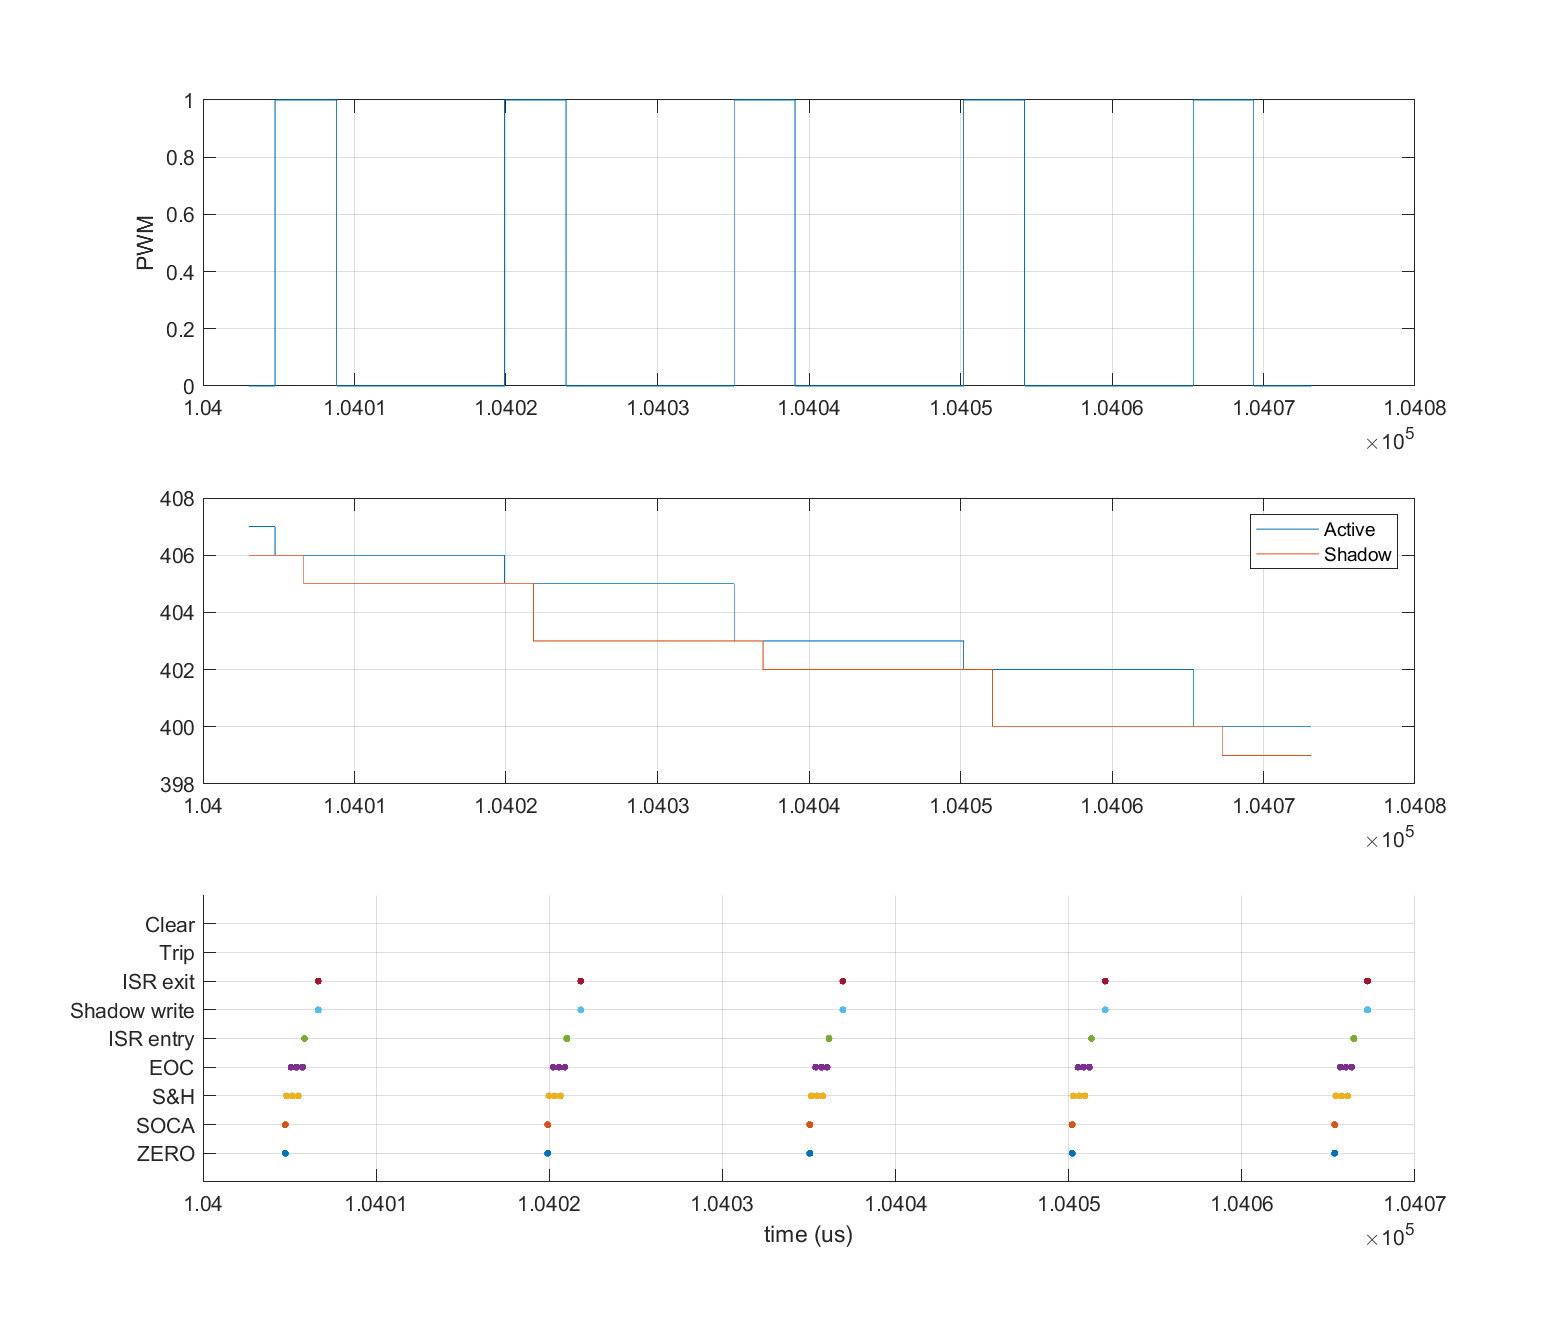 1
0.8
0.6
0.4
0.2
0
PWM
1.04 1.0401 1.0402 1.0403 1.0404 1.0405 1.0406 1.0407 1.0408
×10^5
408
406
404
402
400
398
Active
Shadow
1.04 1.0401 1.0402 1.0403 1.0404 1.0405 1.0406 1.0407 1.0408
×10^5
Clear
Trip
ISR exit
Shadow write
ISR entry
EOC
S&H
SOCA
ZERO
1.04 1.0401 1.0402 1.0403 1.0404 1.0405 1.0406 1.0407
time (us)
×10^5